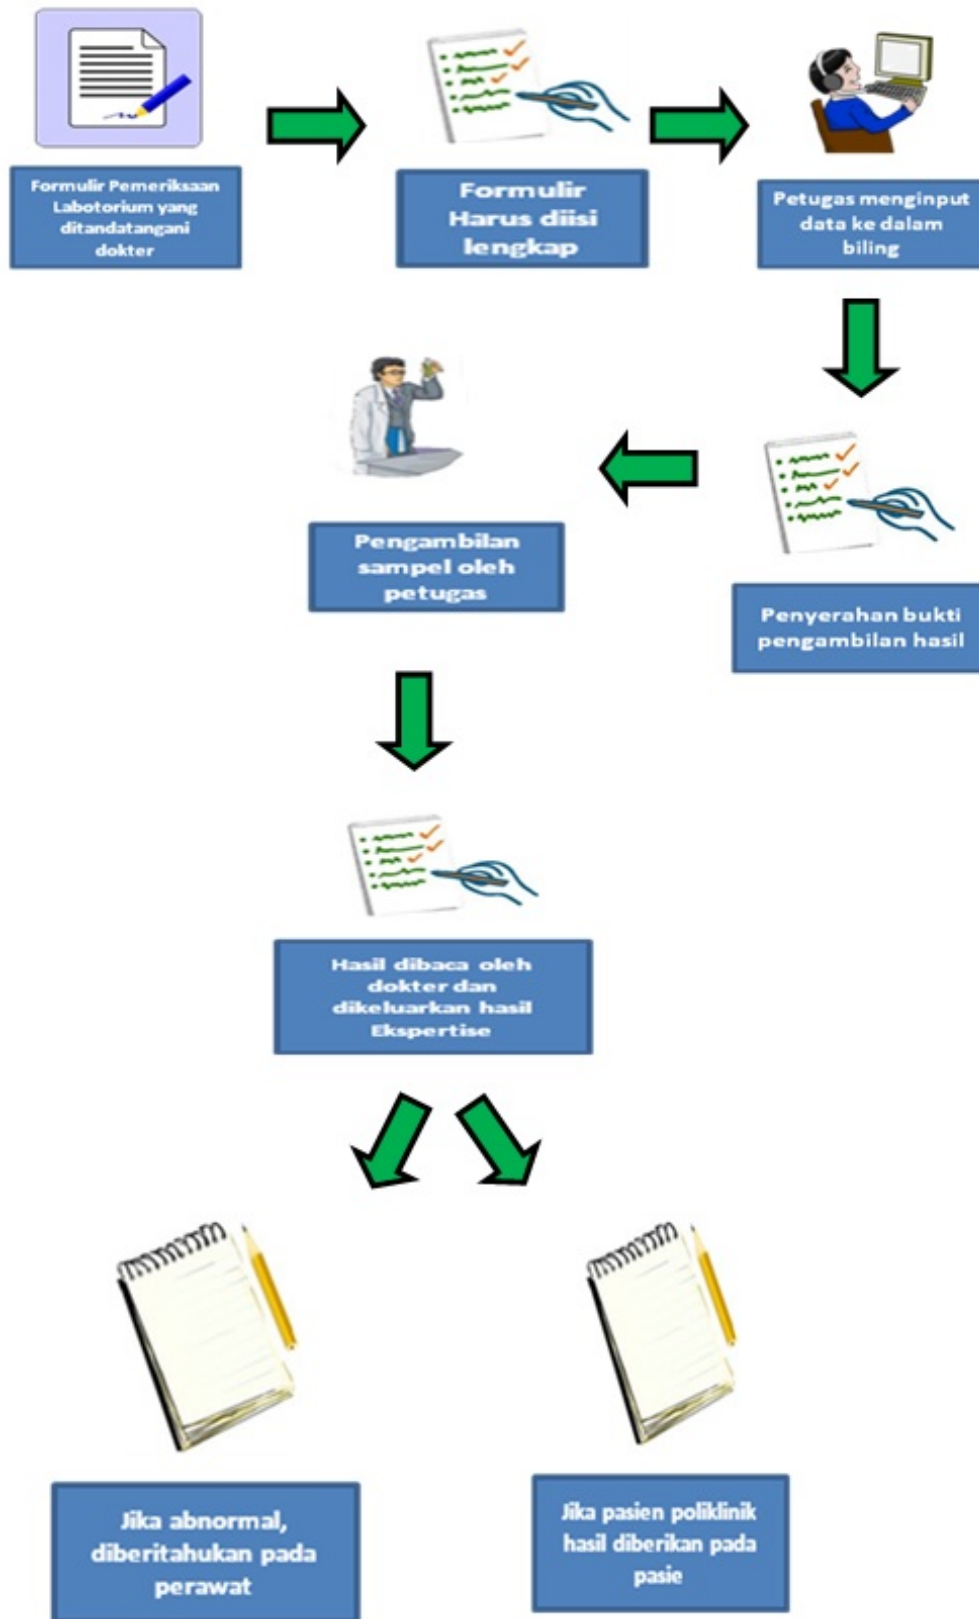 Formulir Pemeriksaan
Labotorium yang
ditandatangani
dokter
Formulir
Harus diisi
lengkap
Petugas menginput
data ke dalam
biling
Pengambilan
sampel oleh
petugas
Penyerahan bukti
pengambilan hasil
Hasil dibaca oleh
dokter dan
dikeluarkan hasil
Ekspertise
Jika abnormal,
diberitahukan pada
perawat
Jika pasien poliklinik
hasil diberikan pada
pasie